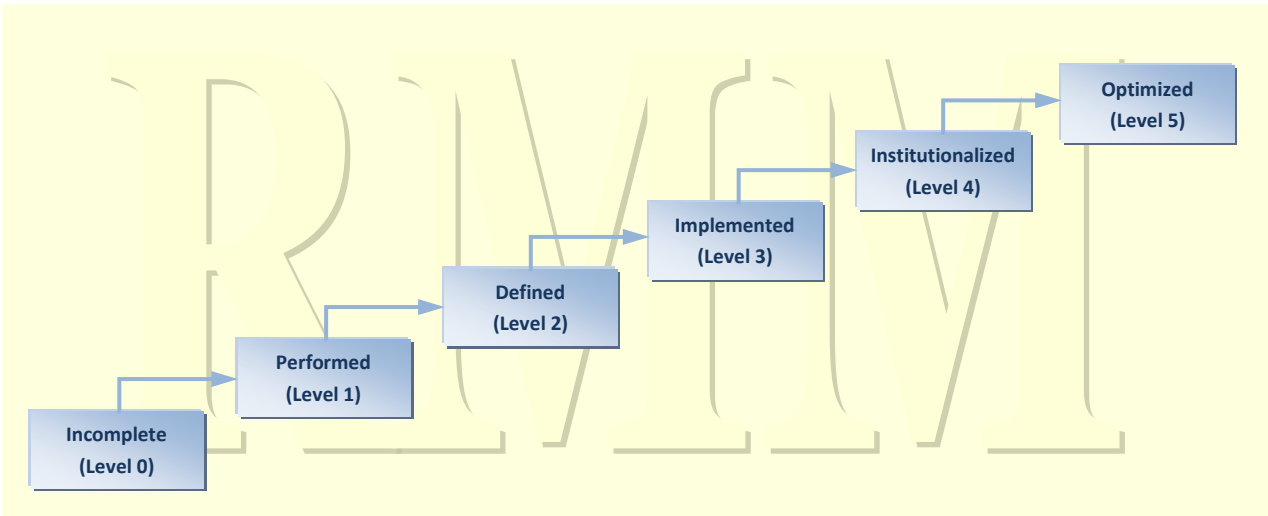 RMM
Optimized
(Level 5)
Institutionalized
(Level 4)
Implemented
(Level 3)
Defined
(Level 2)
Performed
(Level 1)
Incomplete
(Level 0)